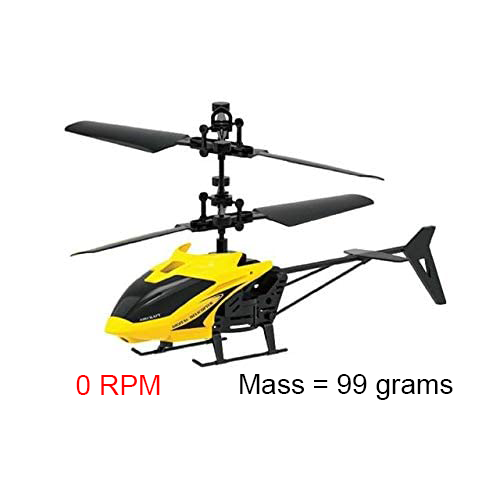 0 RPM
Mass = 99 grams